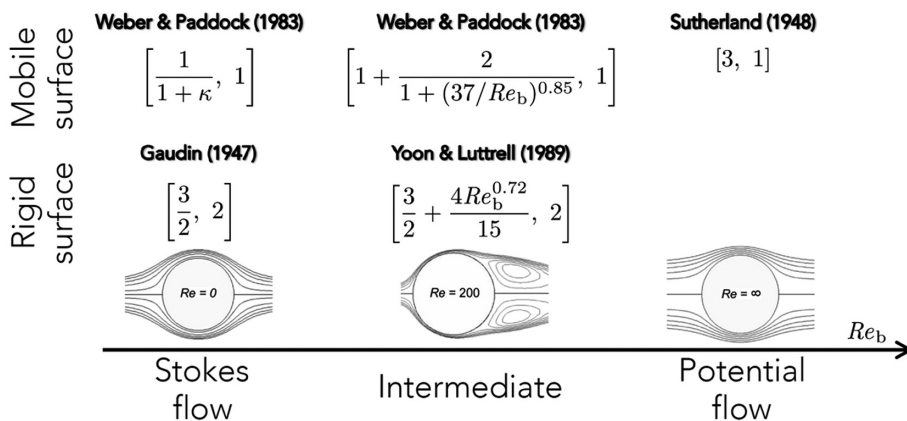 Weber & Paddock (1983) Weber & Paddock (1983) Sutherland (1948)
Mobile surface
[1/(1 + κ), 1] [1 + 2/(1 + (37/Re_b)^0.85), 1] [3, 1]
Gaudin (1947) Yoon & Luttrell (1989)
Rigid surface
[3/2, 2] [3/2 + 4Re_b^0.72/15, 2]
Re = 0 Re = 200 Re = ∞
Re_b
Stokes flow Intermediate Potential flow